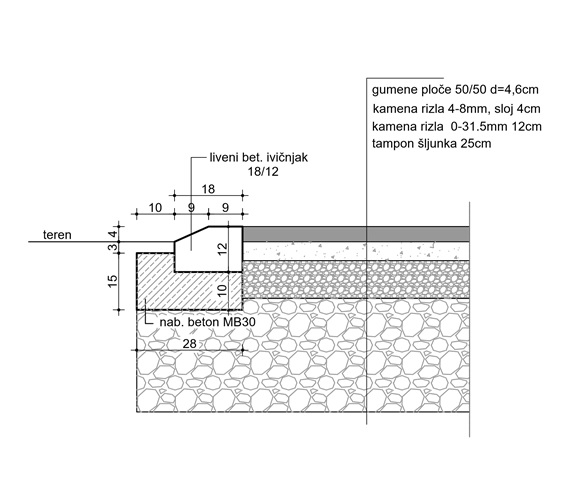 gumene ploče 50/50 d=4,6cm
kamena rizla 4-8mm, sloj 4cm
kamena rizla 0-31.5mm 12cm
tampon šljunka 25cm
liveni bet. ivičnjak
18/12
18
10 9 9
teren
4
3
12
15
10
nab. beton MB30
28